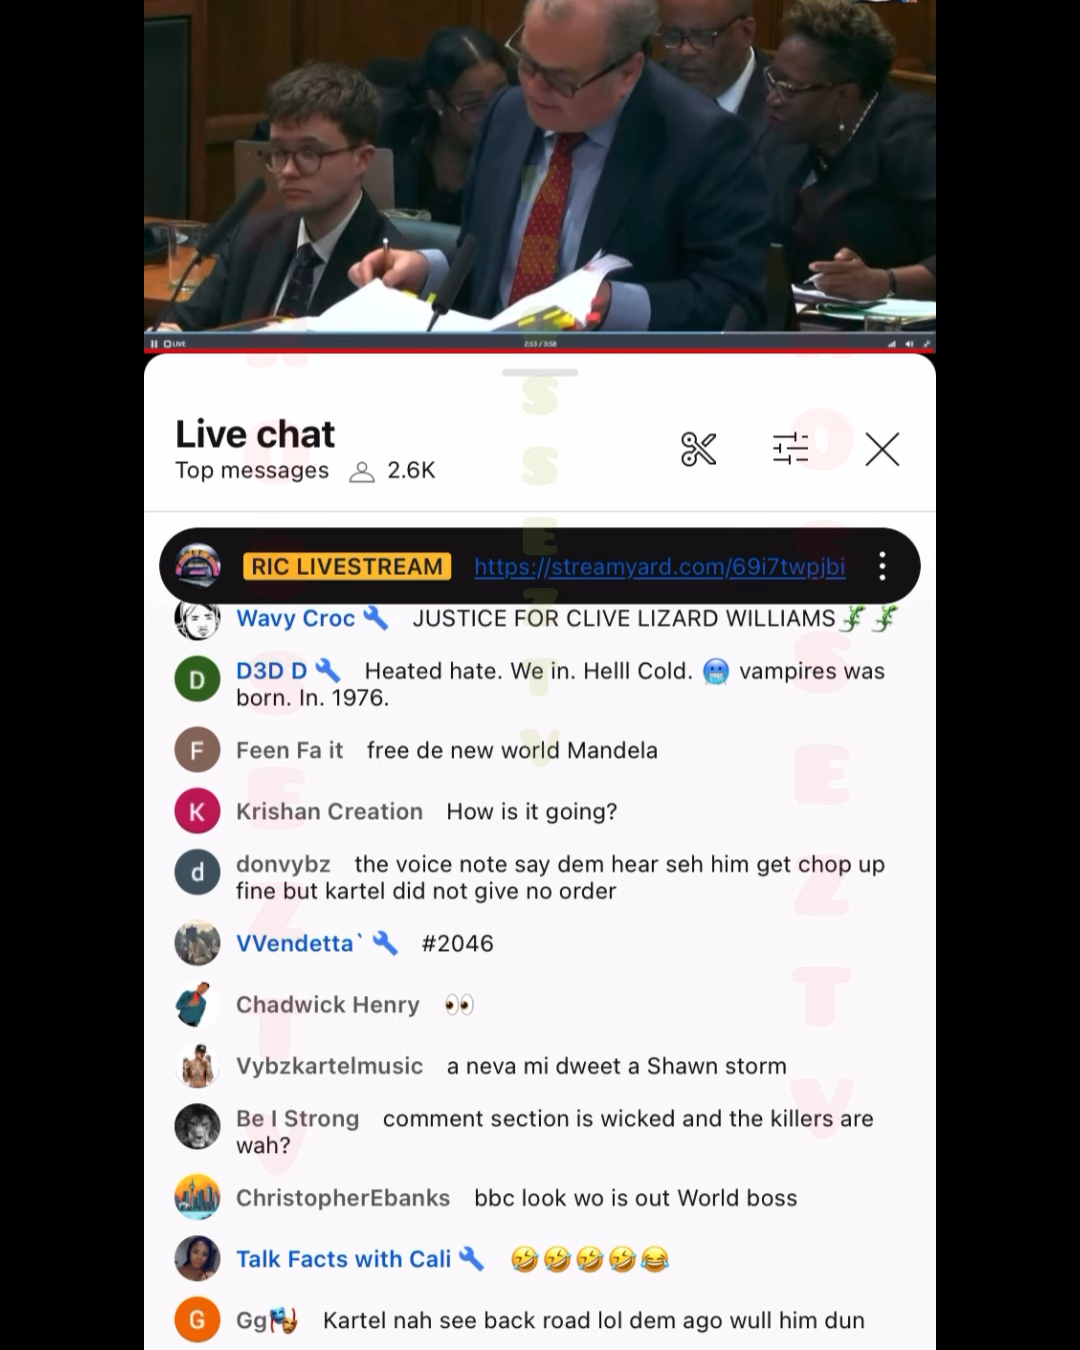 LIVE 2:53 / 3:58
Live chat
Top messages 2.6K
RIC LIVESTREAM https://streamyard.com/69i7twpjbi
Wavy Croc 🔧 JUSTICE FOR CLIVE LIZARD WILLIAMS🦎🦎
D
D3D D 🔧 Heated hate. We in. Helll Cold. 🥶 vampires was
born. In. 1976.
F
Feen Fa it free de new world Mandela
K
Krishan Creation How is it going?
d
donvybz the voice note say dem hear seh him get chop up
fine but kartel did not give no order
VVendetta` 🔧 #2046
Chadwick Henry 👀
Vybzkartelmusic a neva mi dweet a Shawn storm
Be I Strong comment section is wicked and the killers are
wah?
ChristopherEbanks bbc look wo is out World boss
Talk Facts with Cali 🔧 🤣🤣🤣🤣😂
G
Gg🎭 Kartel nah see back road lol dem ago wull him dun